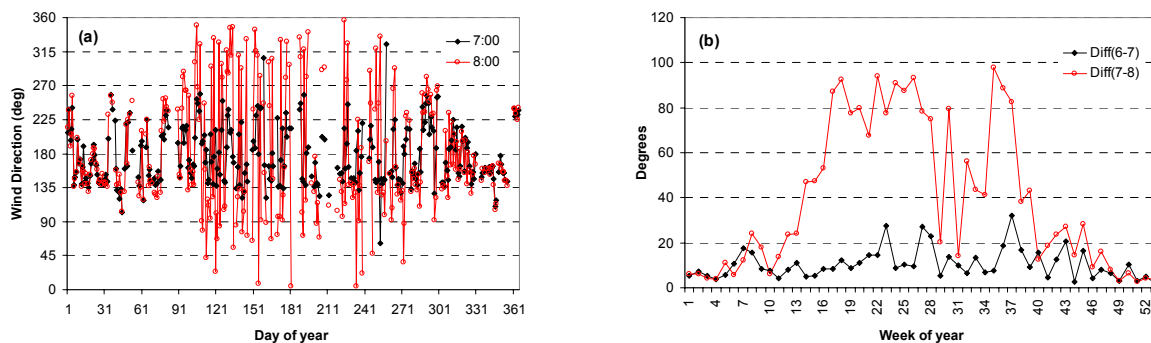 (a)
7:00
8:00
Wind Direction (deg)
360
315
270
225
180
135
90
45
0
1 31 61 91 121 151 181 211 241 271 301 331 361
Day of year
(b)
Diff(6-7)
Diff(7-8)
Degrees
120
100
80
60
40
20
0
1 4 7 10 13 16 19 22 25 28 31 34 37 40 43 46 49 52
Week of year